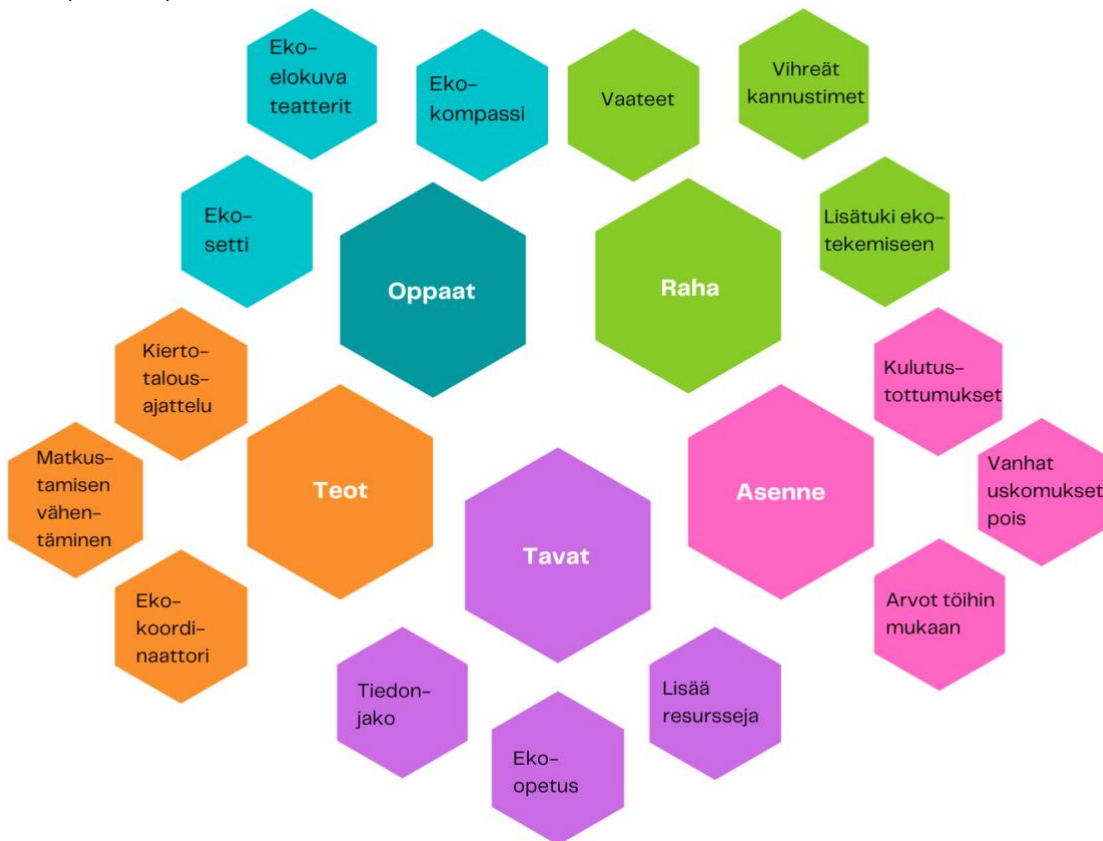 Eko-
elokuva
teatterit
Eko-
kompassi
Vaateet
Vihreät
kannustimet
Eko-
setti
Oppaat
Raha
Lisätuki eko-
tekemiseen
Kierto-
talous-
ajattelu
Matkus-
tamisen
vähen-
täminen
Eko-
koordi-
naattori
Teot
Tavat
Asenne
Kulutus-
tottumukset
Vanhat
uskomukset
pois
Arvot töihin
mukaan
Tiedon-
jako
Eko-
opetus
Lisää
resursseja